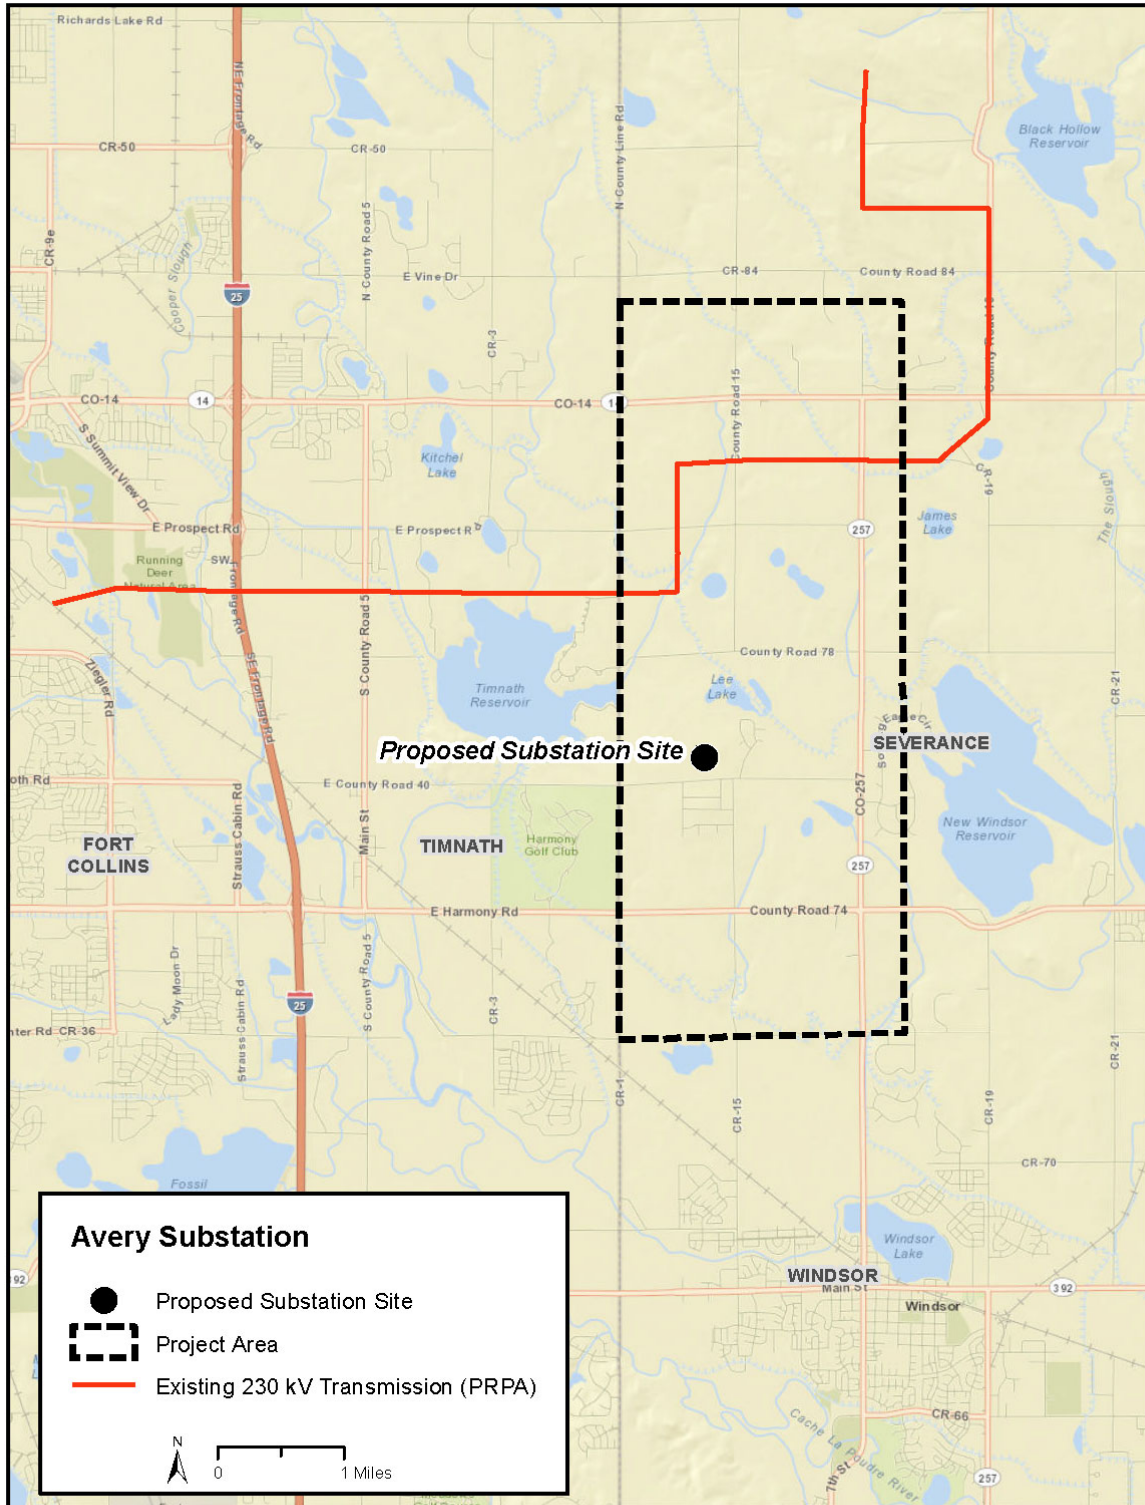 Richards Lake Rd
NE Frontage Rd
N County Line Rd
Black Hollow
Reservoir
CR-50
CR-50
CR-9e
Cooper Slough
N County Road 5
E Vine Dr
CR-84
County Road 84
25
CR-3
CO-14
14
CO-14
County Road 15
S Summit View Dr
Kitchel
Lake
CR-19
The Slough
E Prospect Rd
E Prospect R
257
James
Lake
Running
Deer
Natural Area
SW
Frontage Rd
S County Road 5
County Road 78
Ziegler Rd
SE Frontage Rd
Timnath
Reservoir
Lee
Lake
CR-21
Proposed Substation Site
SEVERANCE
E County Road 40
CO-257
Strauss Cabin Rd
Main St
New Windsor
Reservoir
FORT
COLLINS
TIMNATH
Harmony
Golf Club
257
E Harmony Rd
County Road 74
Lady Moon Dr
Strauss Cabin Rd
S County Road 5
CR-3
25
CR-36
CR-21
CR-1
CR-15
CR-19
CR-70
Fossil
Windsor
Lake
WINDSOR
Main St
392
392
Windsor
CR-66
Cache La Poudre River
7th St
257
Avery Substation
Proposed Substation Site
Project Area
Existing 230 kV Transmission (PRPA)
N
0
1 Miles